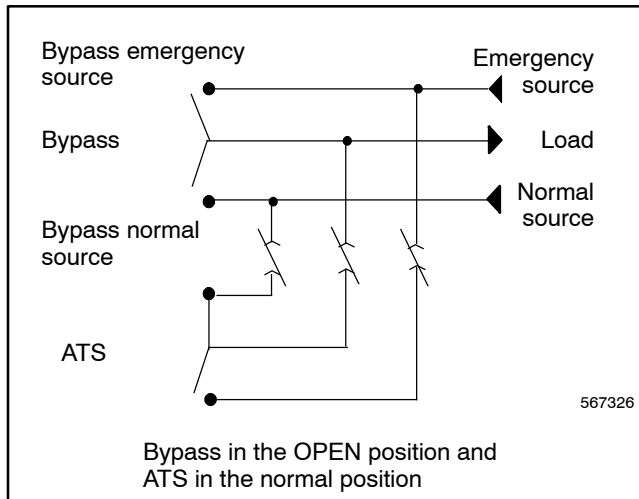 Bypass emergency
source
Emergency
source
Bypass
Load
Normal
source
Bypass normal
source
ATS
567326
Bypass in the OPEN position and
ATS in the normal position